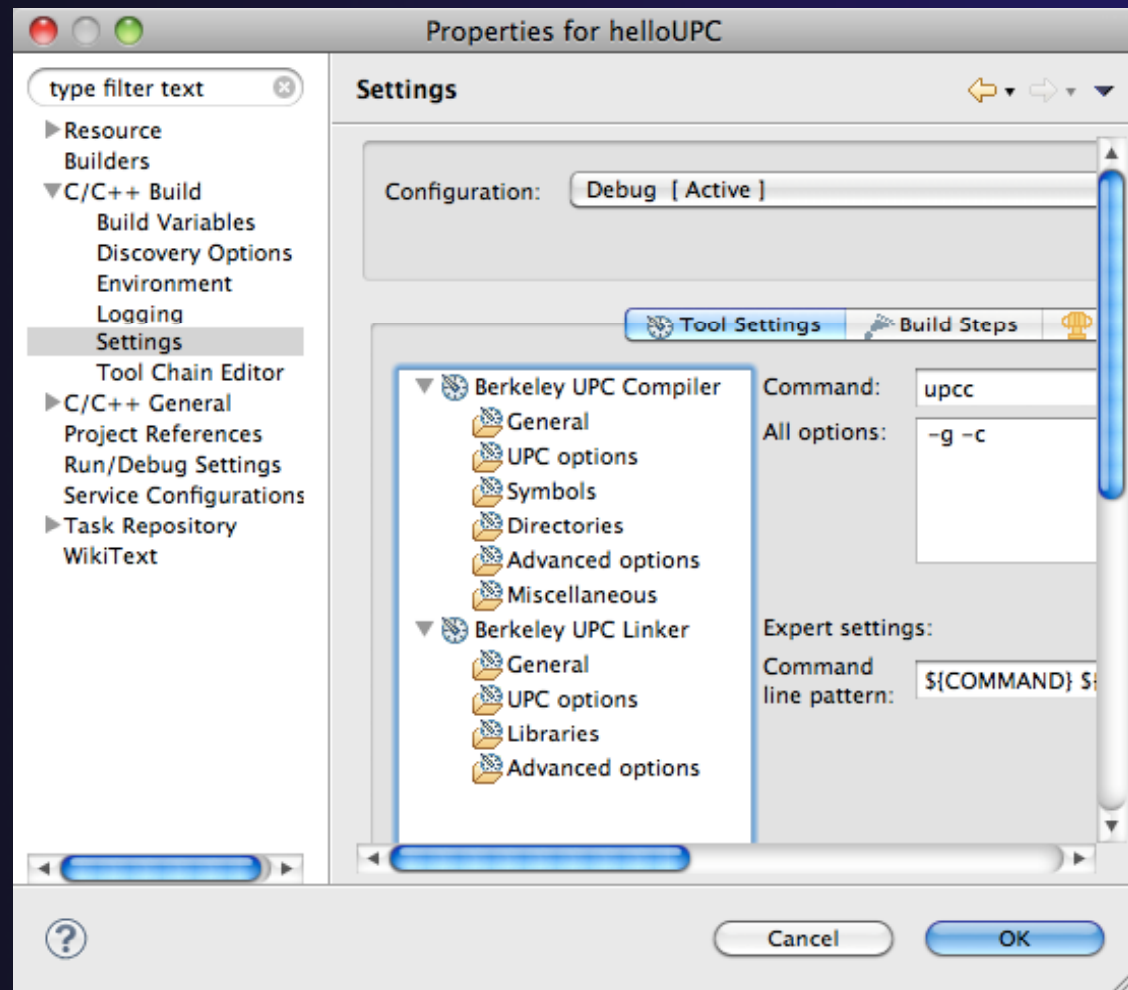 Properties for helloUPC
type filter text
Resource
Builders
C/C++ Build
Build Variables
Discovery Options
Environment
Logging
Settings
Tool Chain Editor
C/C++ General
Project References
Run/Debug Settings
Service Configurations
Task Repository
WikiText
Settings
Configuration:
Debug [ Active ]
Tool Settings
Build Steps
Berkeley UPC Compiler
General
UPC options
Symbols
Directories
Advanced options
Miscellaneous
Berkeley UPC Linker
General
UPC options
Libraries
Advanced options
Command:
upcc
All options:
-g -c
Expert settings:
Command
line pattern:
${COMMAND} ${
?
Cancel
OK